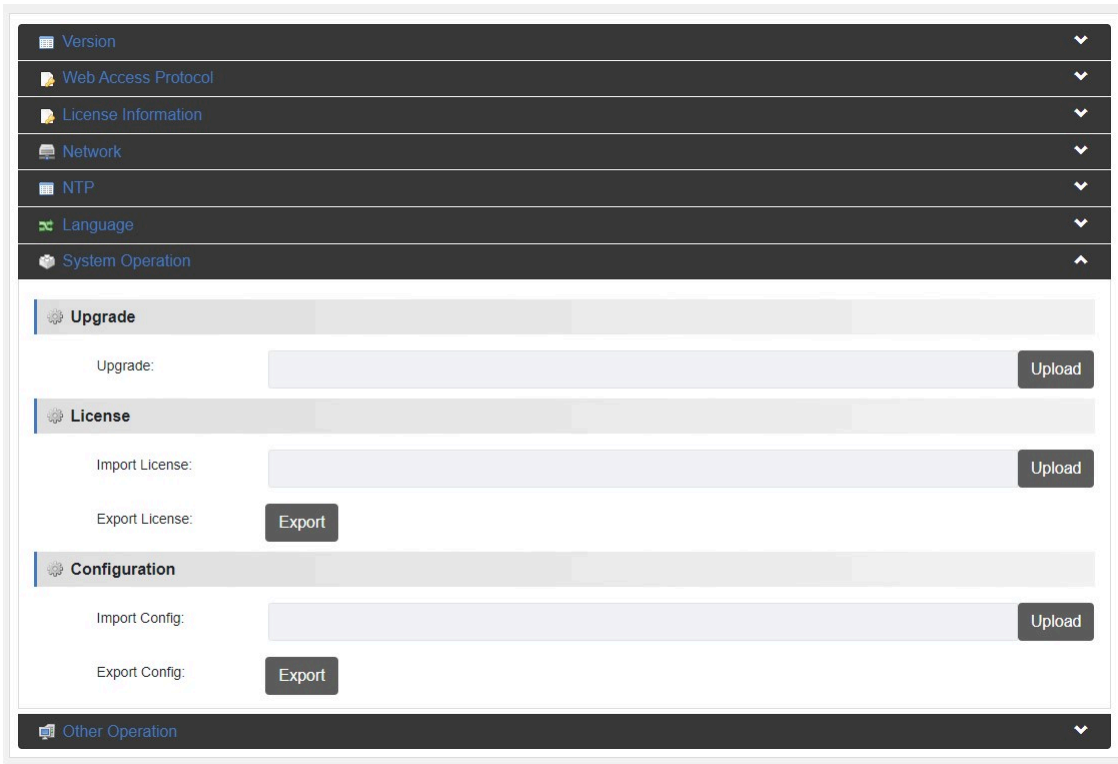 Version
Web Access Protocol
License Information
Network
NTP
Language
System Operation
Upgrade
Upgrade: Upload
License
Import License: Upload
Export License: Export
Configuration
Import Config: Upload
Export Config: Export
Other Operation